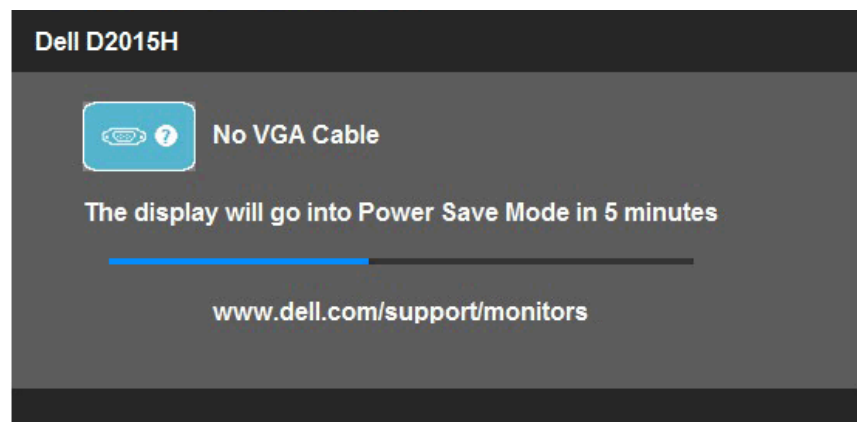 Dell D2015H
No VGA Cable
The display will go into Power Save Mode in 5 minutes
www.dell.com/support/monitors